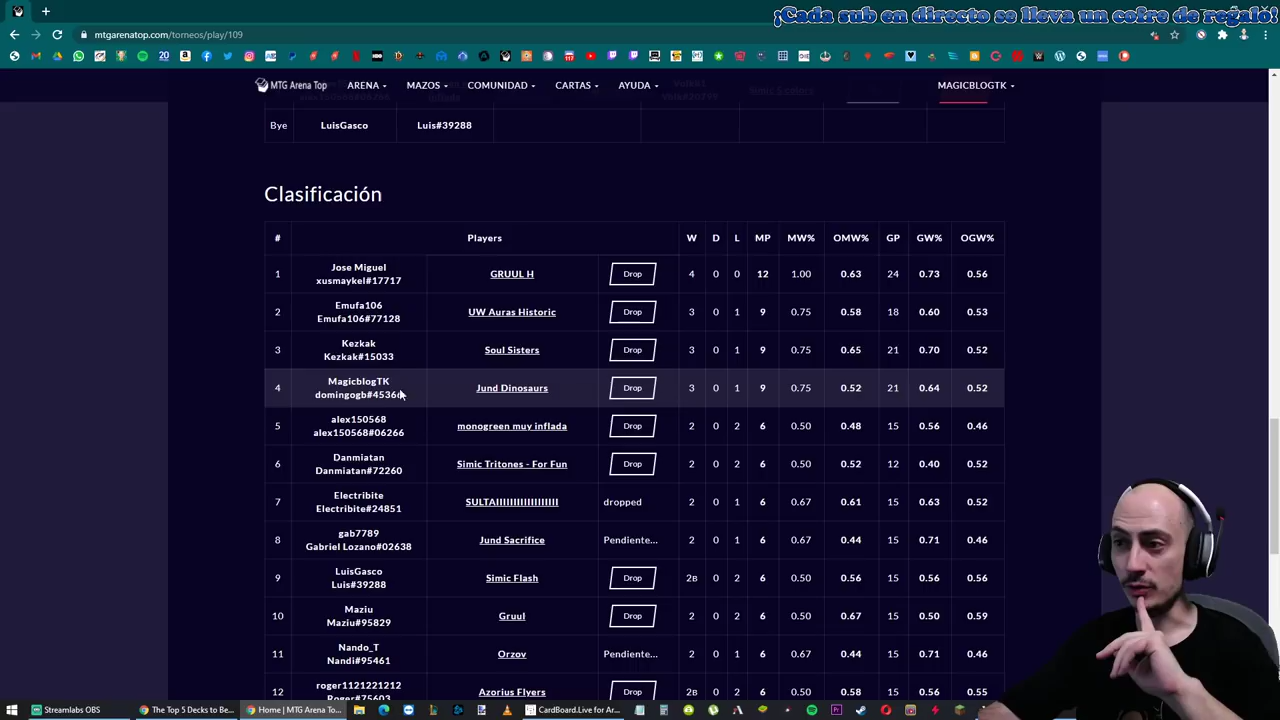 ¡Cada sub en directo se lleva un cofre de regalo!
mtgarenatop.com/torneos/play/109
MTG Arena Top ARENA MAZOS COMUNIDAD CARTAS AYUDA MAGICBLOGTK
Bye LuisGasco Luis#39288
Clasificación
# Players W D L MP MW% OMW% GP GW% OGW%
1 Jose Miguel GRUUL H Drop 4 0 0 12 1.00 0.63 24 0.73 0.56
xusmaykel#17717
2 Emufa106 UW Auras Historic Drop 3 0 1 9 0.75 0.58 18 0.60 0.53
Emufa106#77128
3 Kezkak Soul Sisters Drop 3 0 1 9 0.75 0.65 21 0.70 0.52
Kezkak#15033
4 MagicblogTK Jund Dinosaurs Drop 3 0 1 9 0.75 0.52 21 0.64 0.52
domingogb#4536
5 alex150568 monogreen muy inflada Drop 2 0 2 6 0.50 0.48 15 0.56 0.46
alex150568#06266
6 Danmiatan Simic Tritones - For Fun Drop 2 0 2 6 0.50 0.52 12 0.40 0.52
Danmiatan#72260
7 Electribite dropped 2 0 1 6 0.67 0.61 15 0.63 0.52
Electribite#24851
8 gab7789 Jund Sacrifice Pendiente... 2 0 1 6 0.67 0.44 15 0.71 0.46
Gabriel Lozano#02638
9 LuisGasco Simic Flash Drop 2B 0 2 6 0.50 0.56 15 0.56 0.56
Luis#39288
10 Maziu Gruul Drop 2 0 2 6 0.50 0.67 15 0.50 0.59
Maziu#95829
11 Nando_T Orzov Pendiente... 2 0 1 6 0.67 0.44 15 0.71 0.46
Nandi#95461
12 roger1121221212 Azorius Flyers Drop 2B 0 2 6 0.50 0.58 15 0.56 0.55
Roger#75603
Streamlabs OBS The Top 5 Decks to Be... Home | MTG Arena To... CardBoard.Live for Ar...